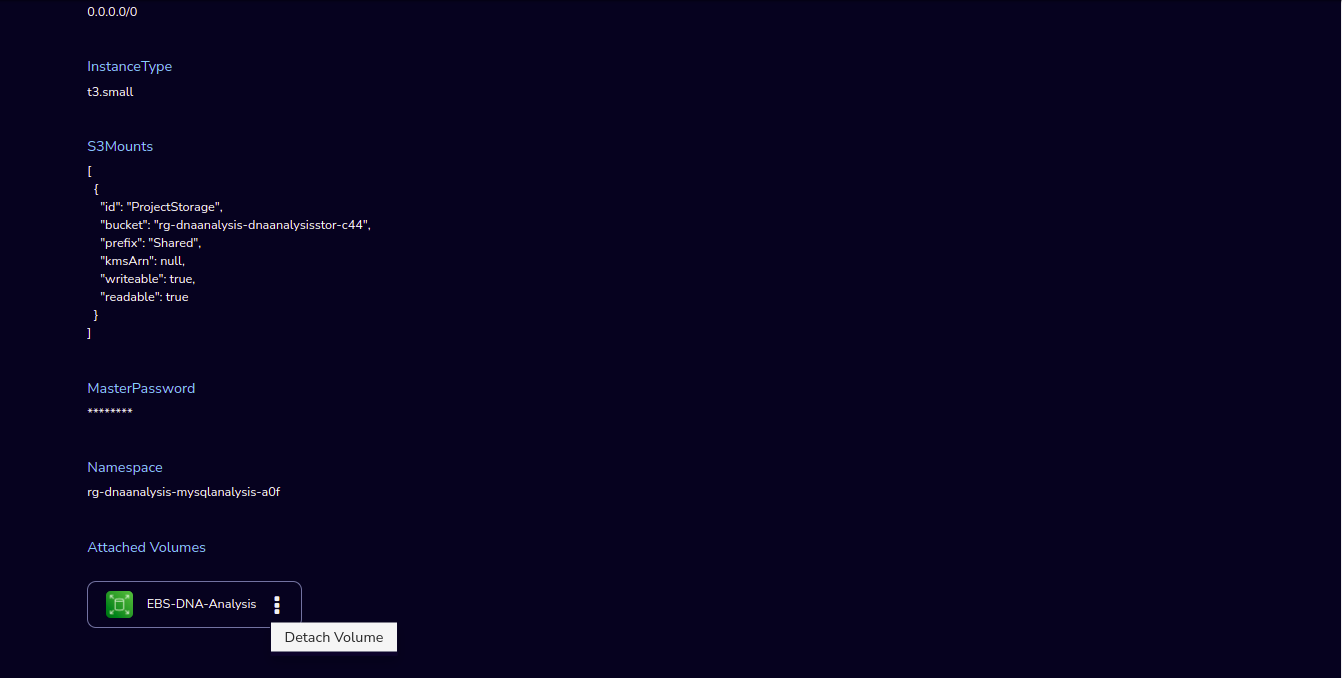 0.0.0.0/0
InstanceType
t3.small
S3Mounts
[
{
"id": "ProjectStorage",
"bucket": "rg-dnaanalysis-dnaanalysisstor-c44",
"prefix": "Shared",
"kmsArn": null,
"writeable": true,
"readable": true
}
]
MasterPassword
********
Namespace
rg-dnaanalysis-mysqlanalysis-a0f
Attached Volumes
EBS-DNA-Analysis
Detach Volume